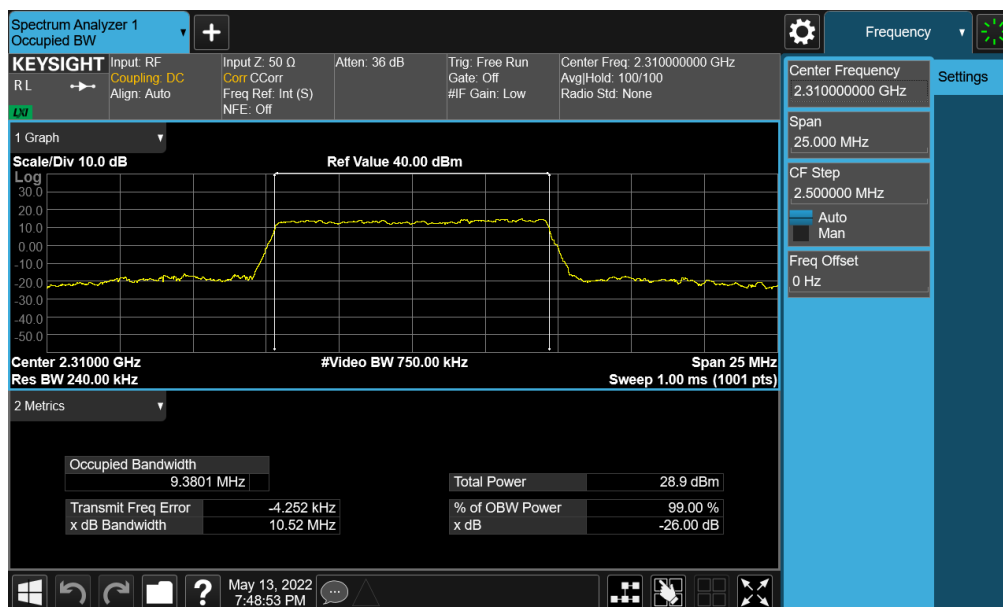 Spectrum Analyzer 1
Occupied BW
Frequency
KEYSIGHT
R L
LXI
Input: RF
Coupling: DC
Align: Auto
Input Z: 50 Ω
Corr CCorr
Freq Ref: Int (S)
NFE: Off
Atten: 36 dB
Trig: Free Run
Gate: Off
#IF Gain: Low
Center Freq: 2.310000000 GHz
Avg|Hold: 100/100
Radio Std: None
Center Frequency
2.310000000 GHz
Settings
Span
25.000 MHz
CF Step
2.500000 MHz
Auto
Man
Freq Offset
0 Hz
1 Graph
Scale/Div 10.0 dB
Ref Value 40.00 dBm
Log
30.0
20.0
10.0
0.00
-10.0
-20.0
-30.0
-40.0
-50.0
Center 2.31000 GHz
#Video BW 750.00 kHz
Span 25 MHz
Res BW 240.00 kHz
Sweep 1.00 ms (1001 pts)
2 Metrics
Occupied Bandwidth
9.3801 MHz
Total Power 28.9 dBm
Transmit Freq Error -4.252 kHz
% of OBW Power 99.00 %
x dB Bandwidth 10.52 MHz
x dB -26.00 dB
?
May 13, 2022
7:48:53 PM